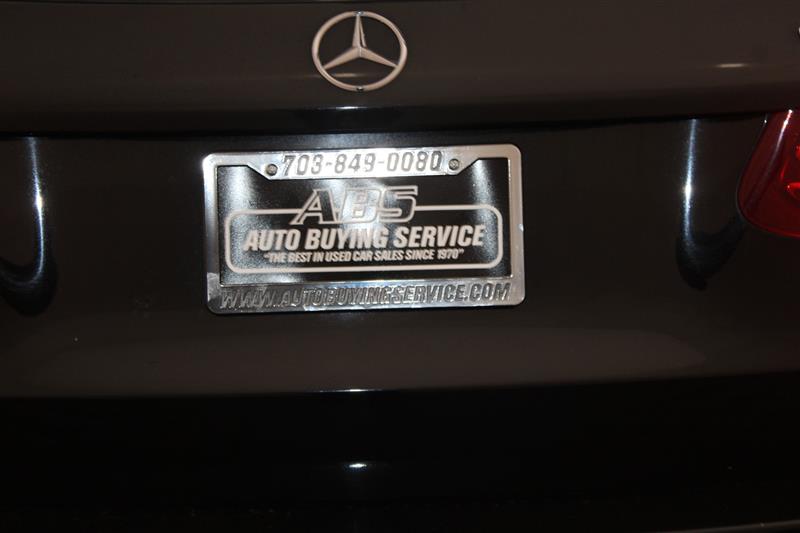 703-849-0080
ABS
AUTO BUYING SERVICE
"THE BEST IN USED CAR SALES SINCE 1970"
WWW.AUTOBUYINGSERVICE.COM